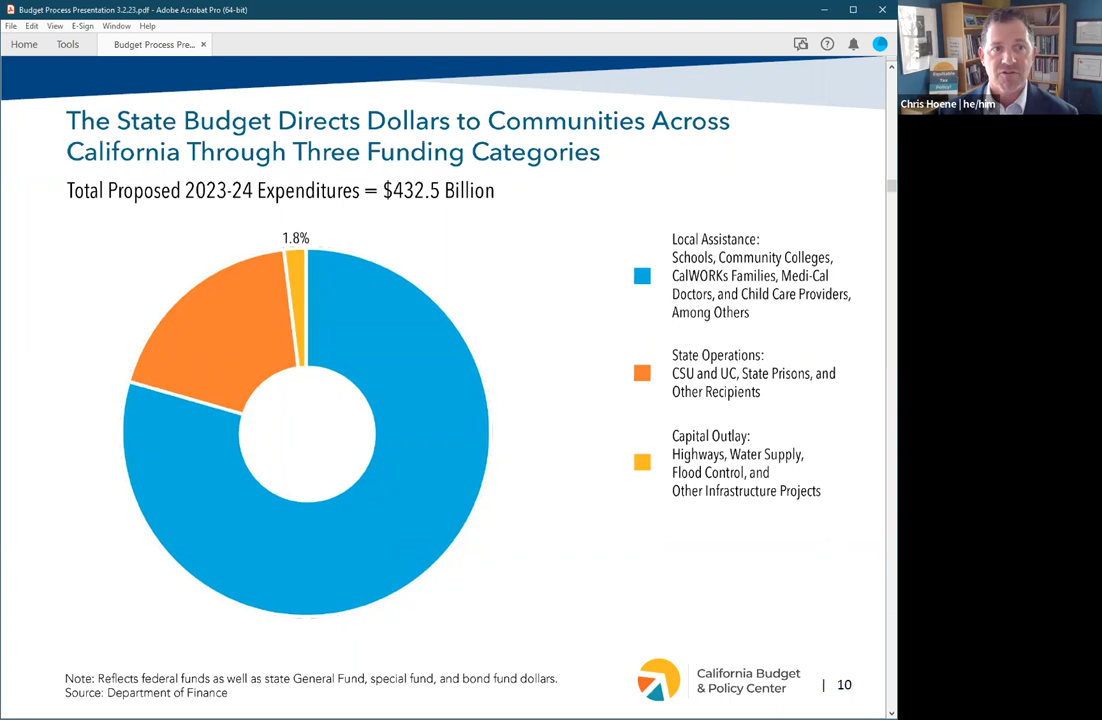 Budget Process Presentation 3.2.23.pdf - Adobe Acrobat Pro (64-bit)
File Edit View E-Sign Window Help
Home Tools Budget Process Pre... ×
The State Budget Directs Dollars to Communities Across
California Through Three Funding Categories
Total Proposed 2023-24 Expenditures = $432.5 Billion
1.8%
Local Assistance:
Schools, Community Colleges,
CalWORKs Families, Medi-Cal
Doctors, and Child Care Providers,
Among Others
State Operations:
CSU and UC, State Prisons, and
Other Recipients
Capital Outlay:
Highways, Water Supply,
Flood Control, and
Other Infrastructure Projects
Note: Reflects federal funds as well as state General Fund, special fund, and bond fund dollars.
Source: Department of Finance
California Budget
& Policy Center
| 10
Equitable
Tax
Policy
Chris Hoene | he/him